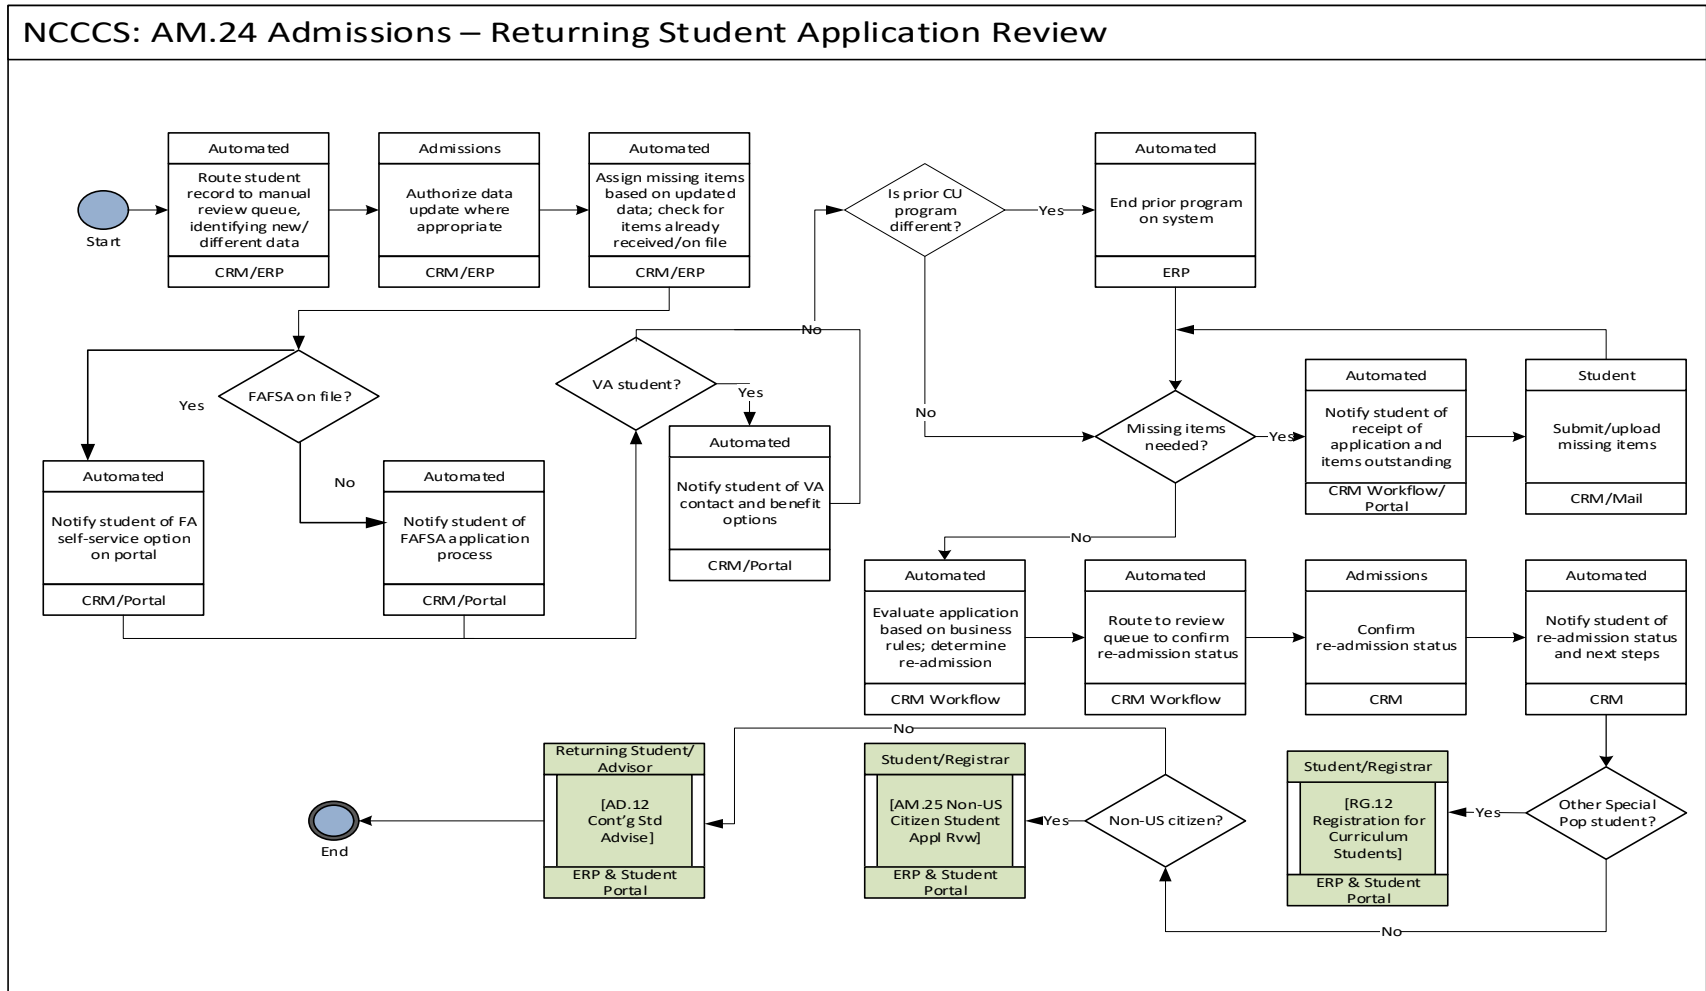 NCCCS: AM.24 Admissions – Returning Student Application Review
Start
Automated
Route student
record to manual
review queue,
identifying new/
different data
CRM/ERP
Admissions
Authorize data
update where
appropriate
CRM/ERP
Automated
Assign missing items
based on updated
data; check for
items already
received/on file
CRM/ERP
Is prior CU
program
different?
Yes
No
Automated
End prior program
on system
ERP
FAFSA on file?
Yes
No
Automated
Notify student of FA
self-service option
on portal
CRM/Portal
Automated
Notify student of
FAFSA application
process
CRM/Portal
VA student?
No
Yes
Automated
Notify student of VA
contact and benefit
options
CRM/Portal
Missing items
needed?
Yes
No
Automated
Notify student of
receipt of
application and
items outstanding
CRM Workflow/
Portal
Student
Submit/upload
missing items
CRM/Mail
Automated
Evaluate application
based on business
rules; determine
re-admission
CRM Workflow
Automated
Route to review
queue to confirm
re-admission status
CRM Workflow
Admissions
Confirm
re-admission status
CRM
Automated
Notify student of
re-admission status
and next steps
CRM
Other Special
Pop student?
Yes
No
Student/Registrar
[RG.12
Registration for
Curriculum
Students]
ERP & Student
Portal
Non-US citizen?
Yes
No
Student/Registrar
[AM.25 Non-US
Citizen Student
Appl Rvw]
ERP & Student
Portal
Returning Student/
Advisor
[AD.12
Cont'g Std
Advise]
ERP & Student
Portal
End